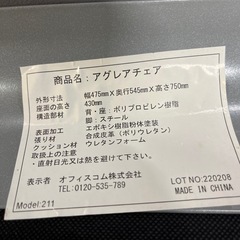 商品名：アグレアチェア
外形寸法 幅475mm X 奥行545mm X 高さ750mm
座面の高さ 430mm
構造部材 背・座：ポリプロピレン樹脂
脚：スチール
表面加工 エポキシ樹脂粉体塗装
張り材 合成皮革（ポリウレタン）
クッション材 ウレタンフォーム
取扱上の注意
・直射日光又は熱を避けて下さい。
表示者 オフィスコム株式会社
TEL: 0120-535-789
LOT NO:220208
MADE IN CHINA
Model:211